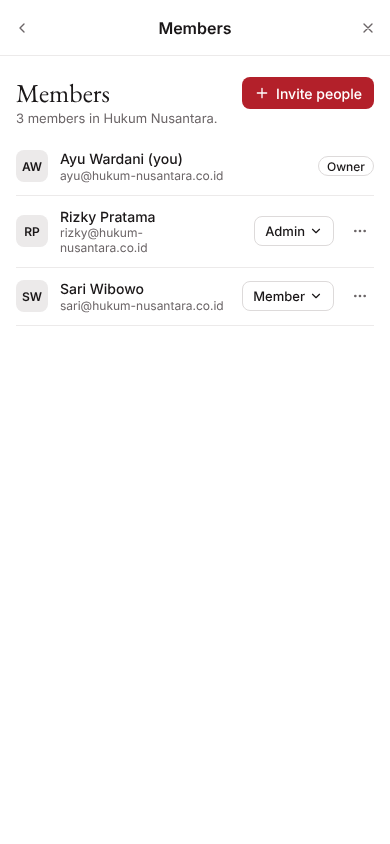 Members
Members
Invite people
3 members in Hukum Nusantara.
AW
Ayu Wardani (you)
ayu@hukum-nusantara.co.id
Owner
RP
Rizky Pratama
rizky@hukum-
nusantara.co.id
Admin
SW
Sari Wibowo
sari@hukum-nusantara.co.id
Member